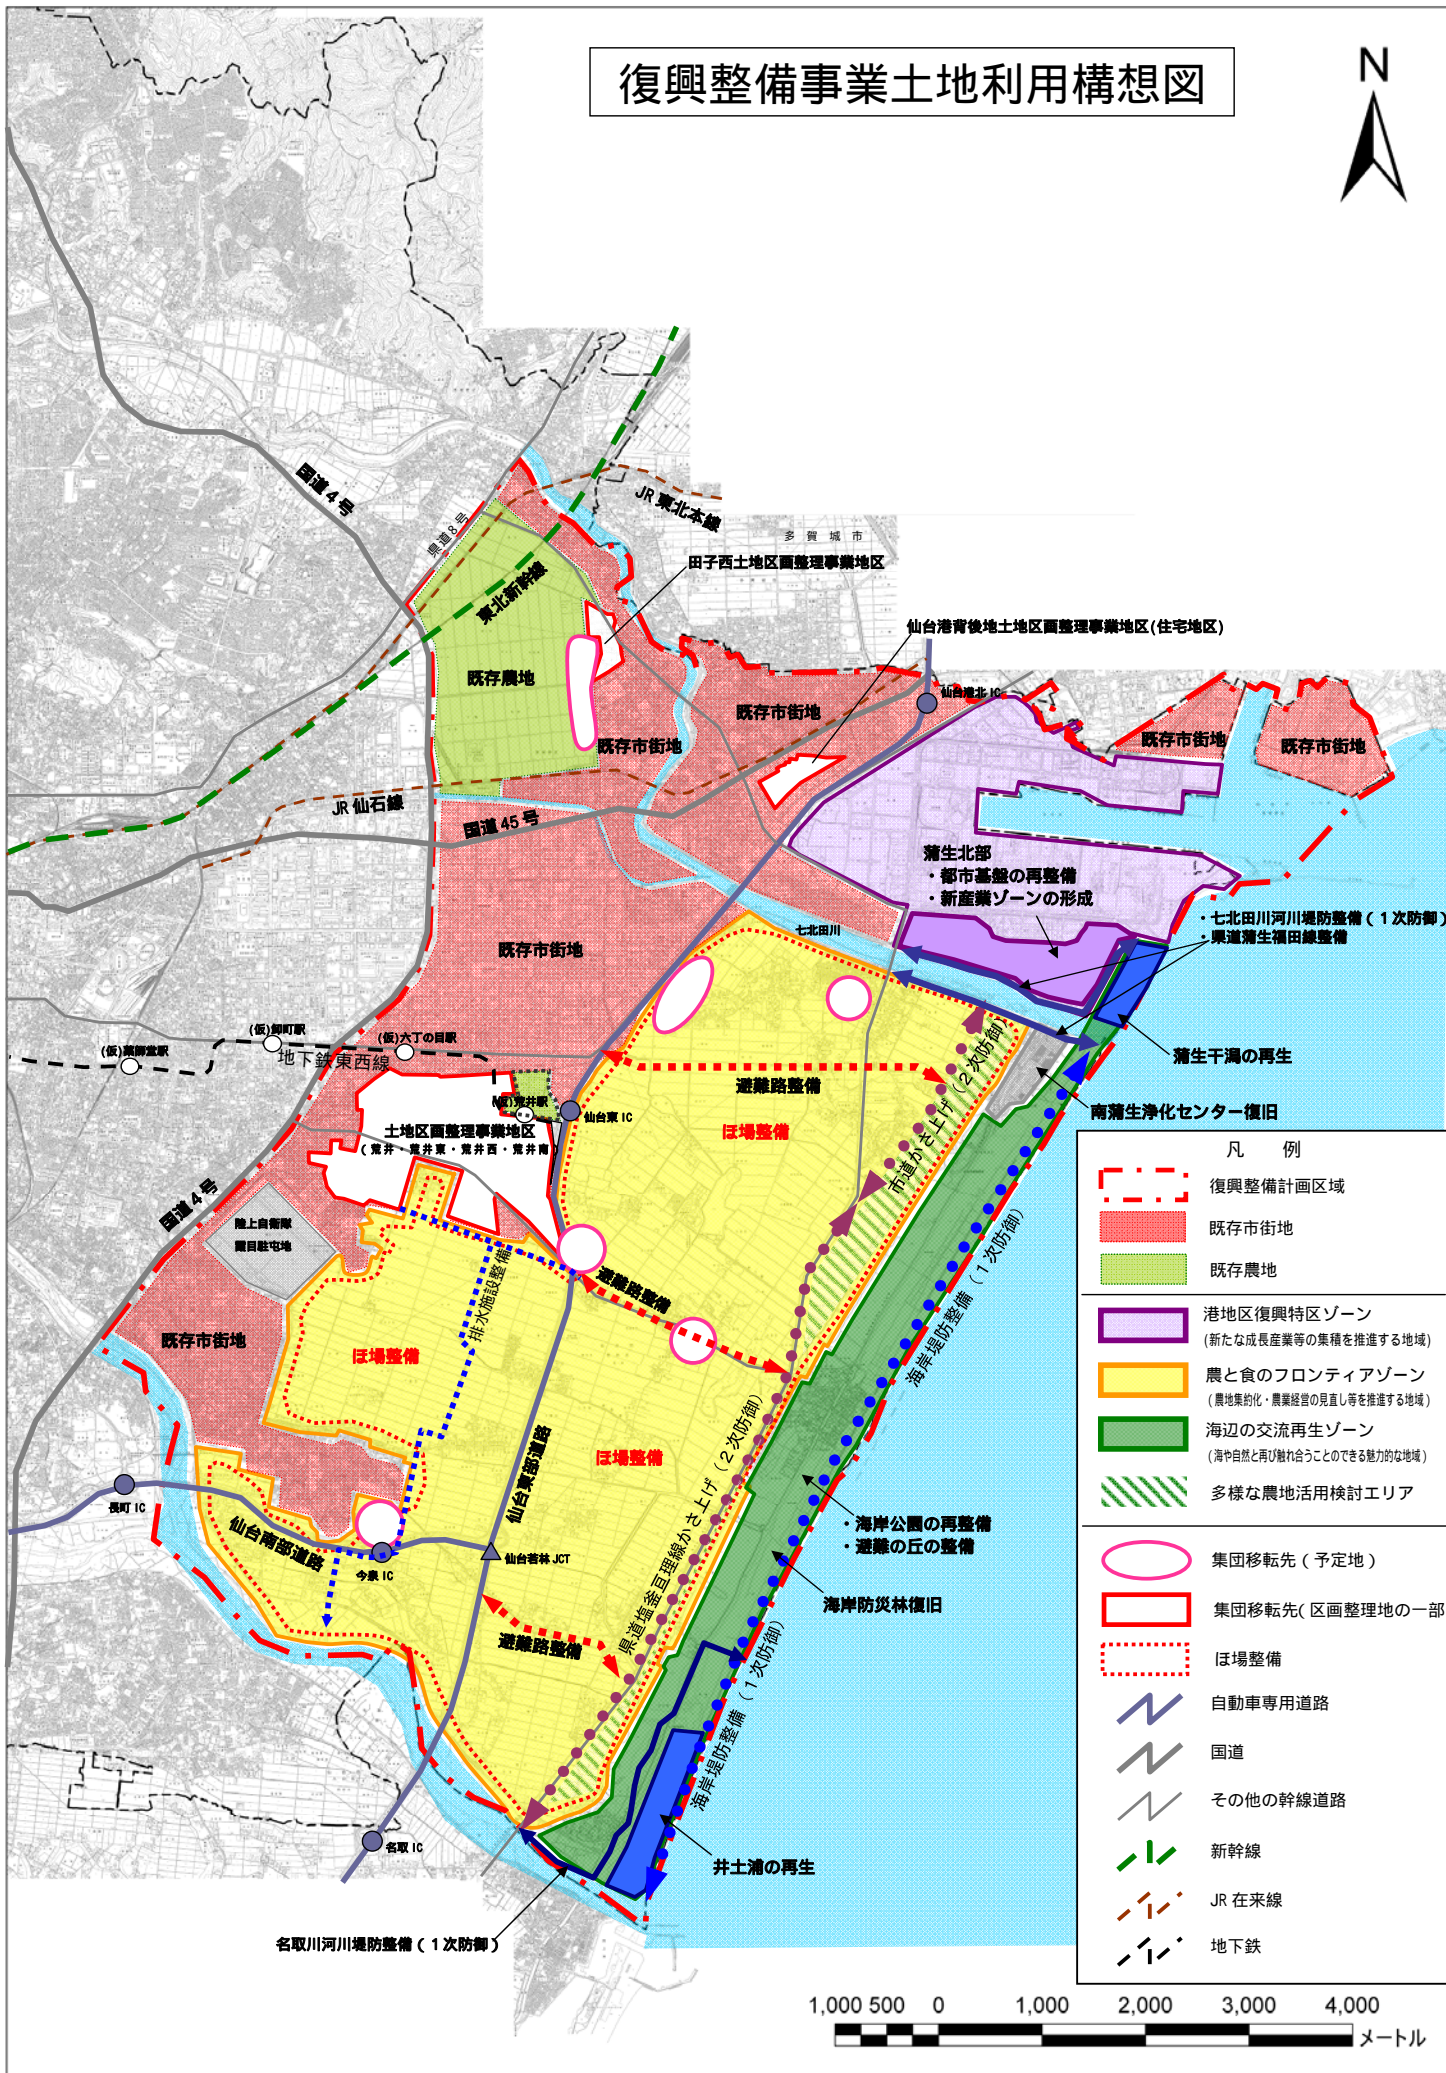 復興整備事業土地利用構想図
N
国道4号
県道8号
JR東北本線
多賀城市
田子西土地区画整理事業地区
東北新幹線
仙台港背後地土地区画整理事業地区(住宅地区)
既存農地
仙台港北IC
既存市街地
既存市街地
既存市街地
既存市街地
JR仙石線
国道45号
蒲生北部
・都市基盤の再整備
・新産業ゾーンの形成
・七北田川河川堤防整備(1次防御)
・県道蒲生福田線整備
七北田川
既存市街地
(仮)卸町駅
(仮)六丁の目駅
(仮)薬師堂駅
地下鉄東西線
蒲生干潟の再生
避難路整備
市道かさ上げ(2次防御)
(仮)荒井駅
仙台東IC
南蒲生浄化センター復旧
土地区画整理事業地区
(荒井・荒井東・荒井西・荒井南)
ほ場整備
国道4号
陸上自衛隊
霞目駐屯地
排水施設整備
避難路整備
海岸堤防整備(1次防御)
既存市街地
ほ場整備
仙台東部道路
ほ場整備
県道塩釜亘理線かさ上げ(2次防御)
長町IC
仙台南部道路
今泉IC
仙台若林JCT
・海岸公園の再整備
・避難の丘の整備
海岸防災林復旧
避難路整備
海岸堤防整備(1次防御)
名取IC
井土浦の再生
名取川河川堤防整備(1次防御)
凡 例
復興整備計画区域
既存市街地
既存農地
港地区復興特区ゾーン
(新たな成長産業等の集積を推進する地域)
農と食のフロンティアゾーン
(農地集約化・農業経営の見直し等を推進する地域)
海辺の交流再生ゾーン
(海や自然と再び触れ合うことのできる魅力的な地域)
多様な農地活用検討エリア
集団移転先(予定地)
集団移転先(区画整理地の一部
ほ場整備
自動車専用道路
国道
その他の幹線道路
新幹線
JR在来線
地下鉄
1,000 500 0 1,000 2,000 3,000 4,000
メートル